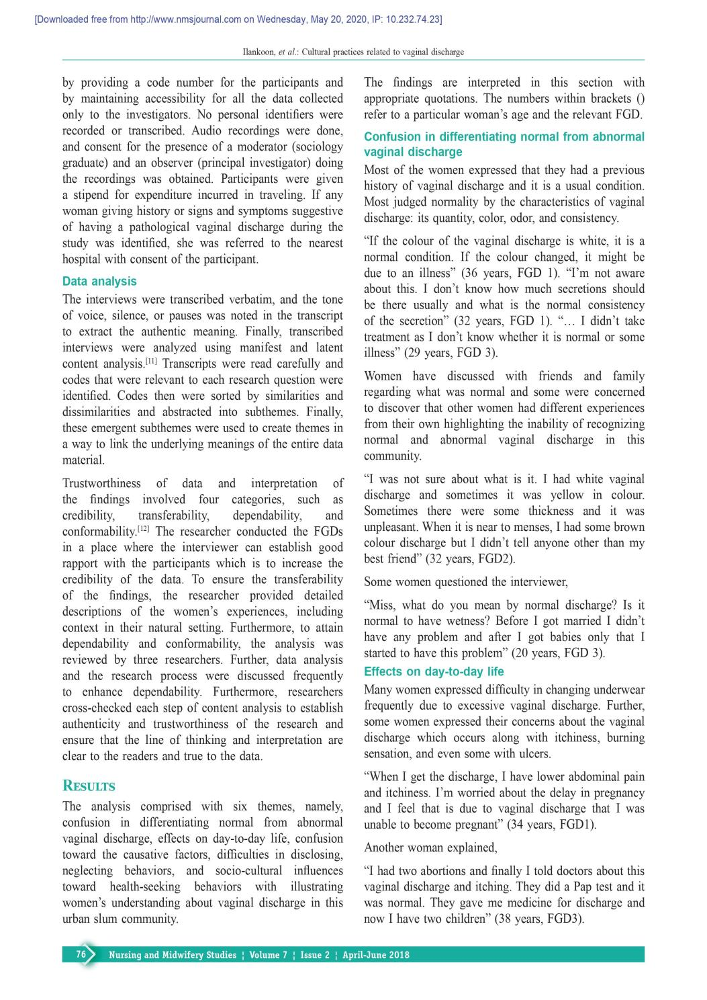 [Downloaded free from http://www.nmsjournal.com on Wednesday, May 20, 2020, IP: 10.232.74.23]
Ilankoon, et al.: Cultural practices related to vaginal discharge
by providing a code number for the participants and
by maintaining accessibility for all the data collected
only to the investigators. No personal identifiers were
recorded or transcribed. Audio recordings were done,
and consent for the presence of a moderator (sociology
graduate) and an observer (principal investigator) doing
the recordings was obtained. Participants were given
a stipend for expenditure incurred in traveling. If any
woman giving history or signs and symptoms suggestive
of having a pathological vaginal discharge during the
study was identified, she was referred to the nearest
hospital with consent of the participant.
Data analysis
The interviews were transcribed verbatim, and the tone
of voice, silence, or pauses was noted in the transcript
to extract the authentic meaning. Finally, transcribed
interviews were analyzed using manifest and latent
content analysis.[11] Transcripts were read carefully and
codes that were relevant to each research question were
identified. Codes then were sorted by similarities and
dissimilarities and abstracted into subthemes. Finally,
these emergent subthemes were used to create themes in
a way to link the underlying meanings of the entire data
material.
Trustworthiness of data and interpretation of
the findings involved four categories, such as
credibility, transferability, dependability, and
conformability.[12] The researcher conducted the FGDs
in a place where the interviewer can establish good
rapport with the participants which is to increase the
credibility of the data. To ensure the transferability
of the findings, the researcher provided detailed
descriptions of the women's experiences, including
context in their natural setting. Furthermore, to attain
dependability and conformability, the analysis was
reviewed by three researchers. Further, data analysis
and the research process were discussed frequently
to enhance dependability. Furthermore, researchers
cross-checked each step of content analysis to establish
authenticity and trustworthiness of the research and
ensure that the line of thinking and interpretation are
clear to the readers and true to the data.
RESULTS
The analysis comprised with six themes, namely,
confusion in differentiating normal from abnormal
vaginal discharge, effects on day-to-day life, confusion
toward the causative factors, difficulties in disclosing,
neglecting behaviors, and socio-cultural influences
toward health-seeking behaviors with illustrating
women's understanding about vaginal discharge in this
urban slum community.
The findings are interpreted in this section with
appropriate quotations. The numbers within brackets ()
refer to a particular woman's age and the relevant FGD.
Confusion in differentiating normal from abnormal
vaginal discharge
Most of the women expressed that they had a previous
history of vaginal discharge and it is a usual condition.
Most judged normality by the characteristics of vaginal
discharge: its quantity, color, odor, and consistency.
“If the colour of the vaginal discharge is white, it is a
normal condition. If the colour changed, it might be
due to an illness” (36 years, FGD 1). “I'm not aware
about this. I don't know how much secretions should
be there usually and what is the normal consistency
of the secretion” (32 years, FGD 1). “… I didn't take
treatment as I don't know whether it is normal or some
illness” (29 years, FGD 3).
Women have discussed with friends and family
regarding what was normal and some were concerned
to discover that other women had different experiences
from their own highlighting the inability of recognizing
normal and abnormal vaginal discharge in this
community.
“I was not sure about what is it. I had white vaginal
discharge and sometimes it was yellow in colour.
Sometimes there were some thickness and it was
unpleasant. When it is near to menses, I had some brown
colour discharge but I didn't tell anyone other than my
best friend” (32 years, FGD2).
Some women questioned the interviewer,
“Miss, what do you mean by normal discharge? Is it
normal to have wetness? Before I got married I didn't
have any problem and after I got babies only that I
started to have this problem” (20 years, FGD 3).
Effects on day-to-day life
Many women expressed difficulty in changing underwear
frequently due to excessive vaginal discharge. Further,
some women expressed their concerns about the vaginal
discharge which occurs along with itchiness, burning
sensation, and even some with ulcers.
“When I get the discharge, I have lower abdominal pain
and itchiness. I'm worried about the delay in pregnancy
and I feel that is due to vaginal discharge that I was
unable to become pregnant” (34 years, FGD1).
Another woman explained,
“I had two abortions and finally I told doctors about this
vaginal discharge and itching. They did a Pap test and it
was normal. They gave me medicine for discharge and
now I have two children” (38 years, FGD3).
76 Nursing and Midwifery Studies ¦ Volume 7 ¦ Issue 2 ¦ April-June 2018